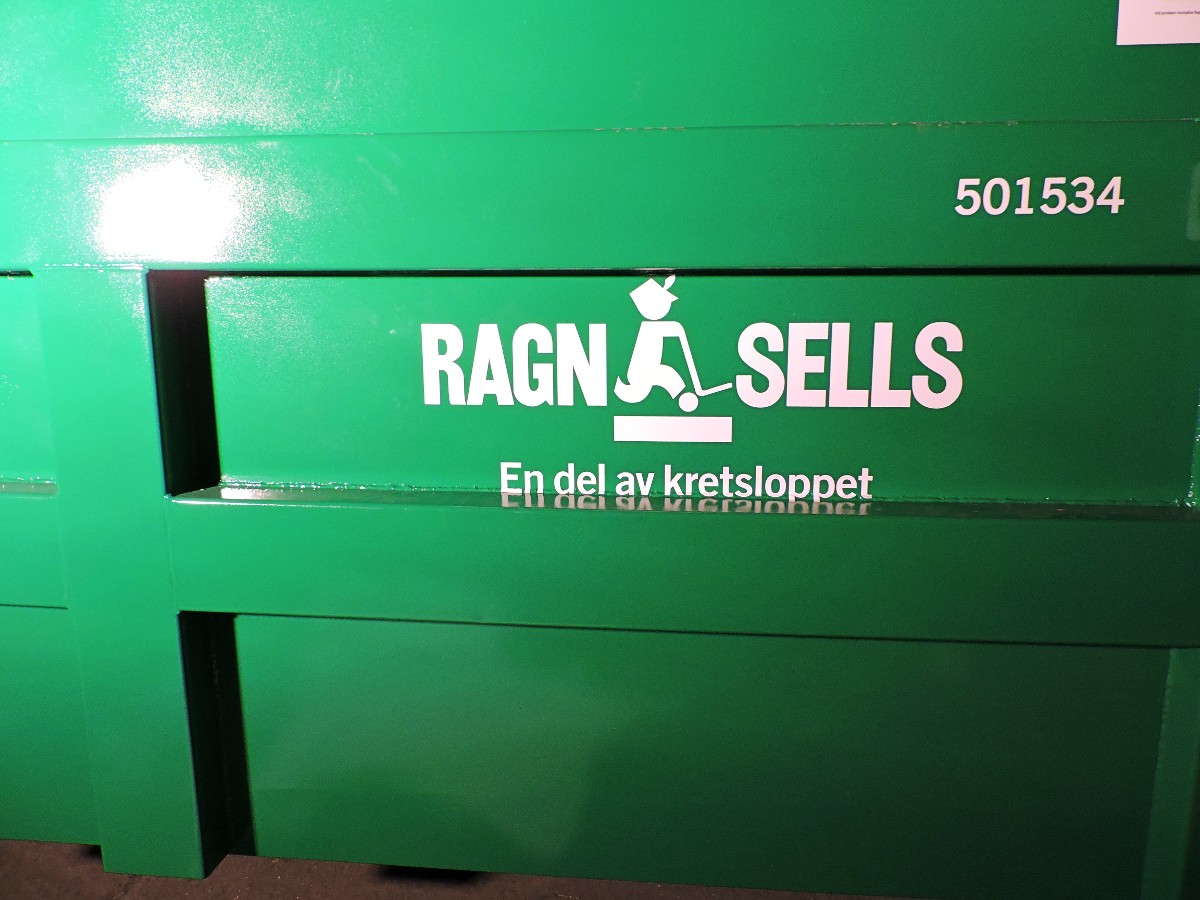 501534
RAGN SELLS
En del av kretsloppet